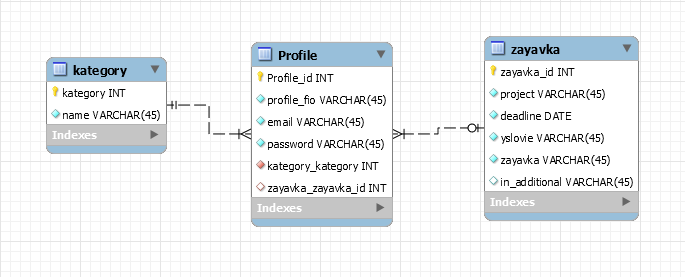 kategory
kategory INT
name VARCHAR(45)
Indexes
Profile
Profile_id INT
profile_fio VARCHAR(45)
email VARCHAR(45)
password VARCHAR(45)
kategory_kategory INT
zayavka_zayavka_id INT
Indexes
zayavka
zayavka_id INT
project VARCHAR(45)
deadline DATE
yslovie VARCHAR(45)
zayavka VARCHAR(45)
in_additional VARCHAR(45)
Indexes